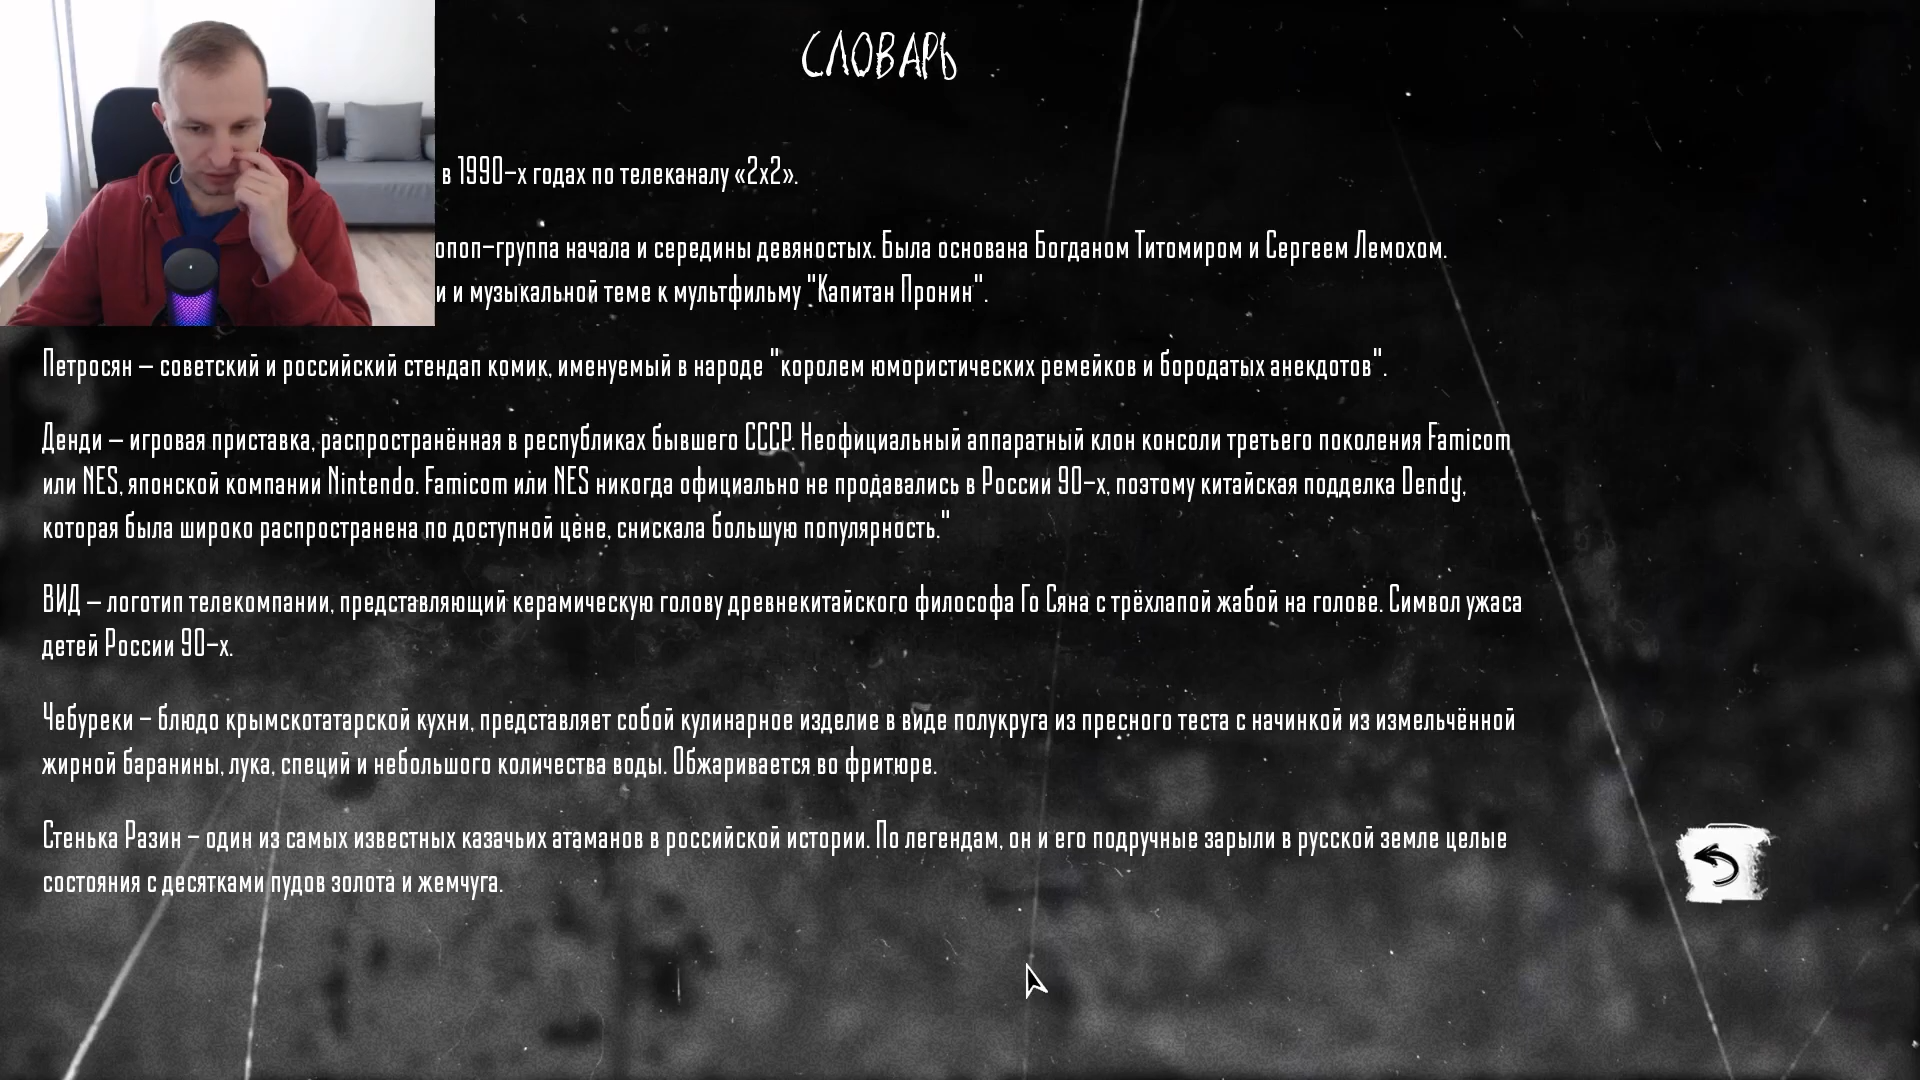 СЛОВАРЬ
в 1990–х годах по телеканалу «2х2».
опоп–группа начала и середины девяностых. Была основана Богданом Титомиром и Сергеем Лемохом.
и и музыкальной теме к мультфильму "Капитан Пронин".
Петросян – советский и российский стендап комик, именуемый в народе "королем юмористических ремейков и бородатых анекдотов".
Денди – игровая приставка, распространённая в республиках бывшего СССР. Неофициальный аппаратный клон консоли третьего поколения Famicom
или NES, японской компании Nintendo. Famicom или NES никогда официально не продавались в России 90–х, поэтому китайская подделка Dendy,
которая была широко распространена по доступной цене, снискала большую популярность."
ВИД – логотип телекомпании, представляющий керамическую голову древнекитайского философа Го Сяна с трёхлапой жабой на голове. Символ ужаса
детей России 90–х.
Чебуреки – блюдо крымскотатарской кухни, представляет собой кулинарное изделие в виде полукруга из пресного теста с начинкой из измельчённой
жирной баранины, лука, специй и небольшого количества воды. Обжаривается во фритюре.
Стенька Разин – один из самых известных казачьих атаманов в российской истории. По легендам, он и его подручные зарыли в русской земле целые
состояния с десятками пудов золота и жемчуга.